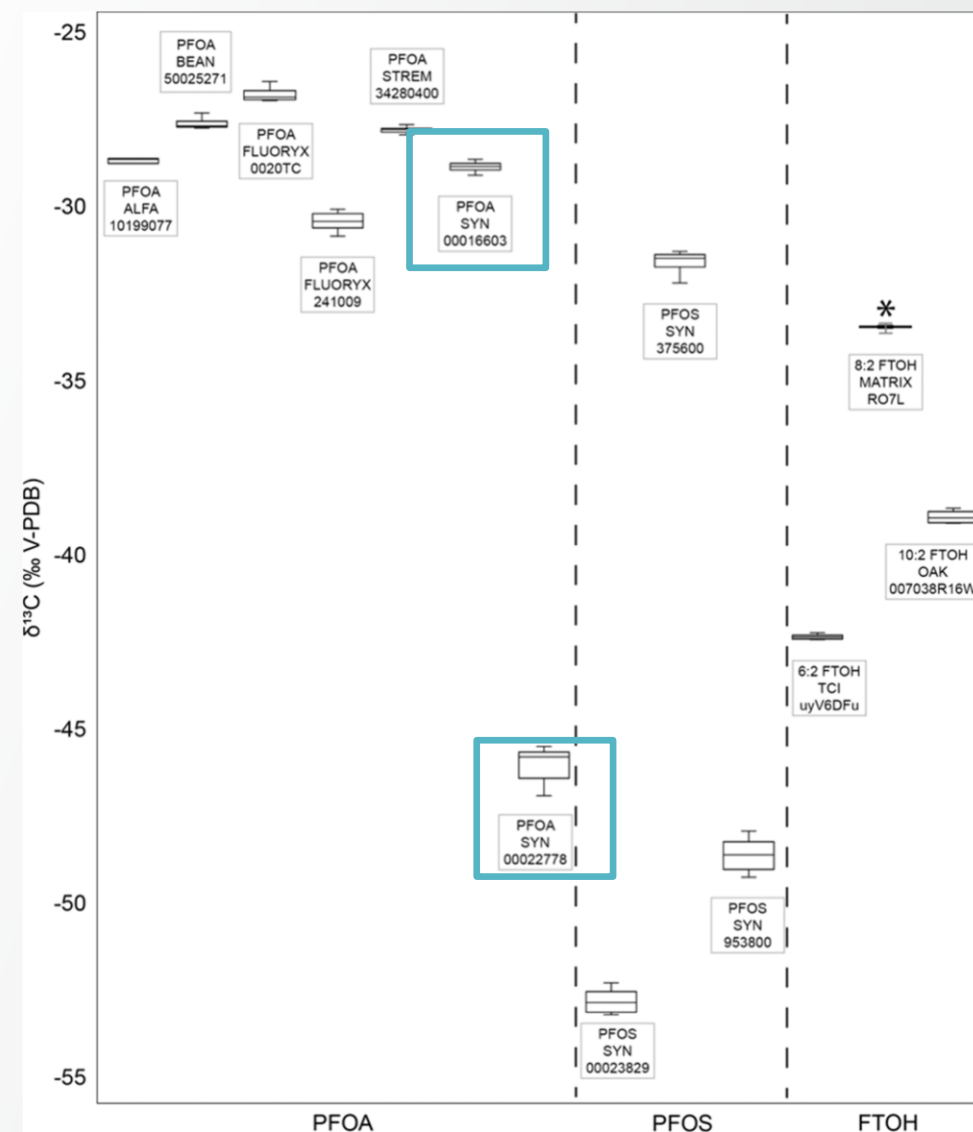 -25
-30
-35
-40
-45
-50
-55
δ¹³C (‰ V-PDB)
PFOA
BEAN
50025271
PFOA
STREM
34280400
PFOA
FLUORYX
0020TC
PFOA
ALFA
10199077
PFOA
SYN
00016603
PFOA
FLUORYX
241009
PFOS
SYN
375600
*
8:2 FTOH
MATRIX
RO7L
10:2 FTOH
OAK
007038R16W
6:2 FTOH
TCI
uyV6DFu
PFOA
SYN
00022778
PFOS
SYN
953800
PFOS
SYN
00023829
PFOA
PFOS
FTOH